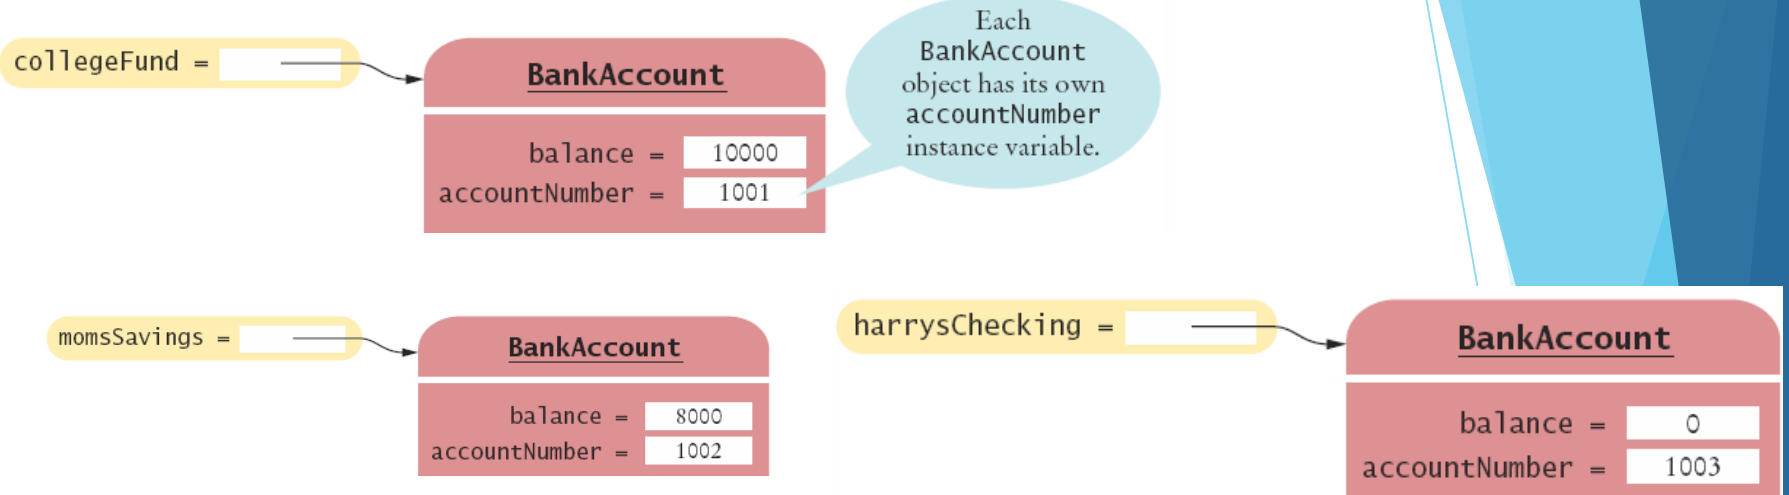 collegeFund =
BankAccount
balance = 10000
accountNumber = 1001
Each
BankAccount
object has its own
accountNumber
instance variable.
momsSavings =
BankAccount
balance = 8000
accountNumber = 1002
harrysChecking =
BankAccount
balance = 0
accountNumber = 1003